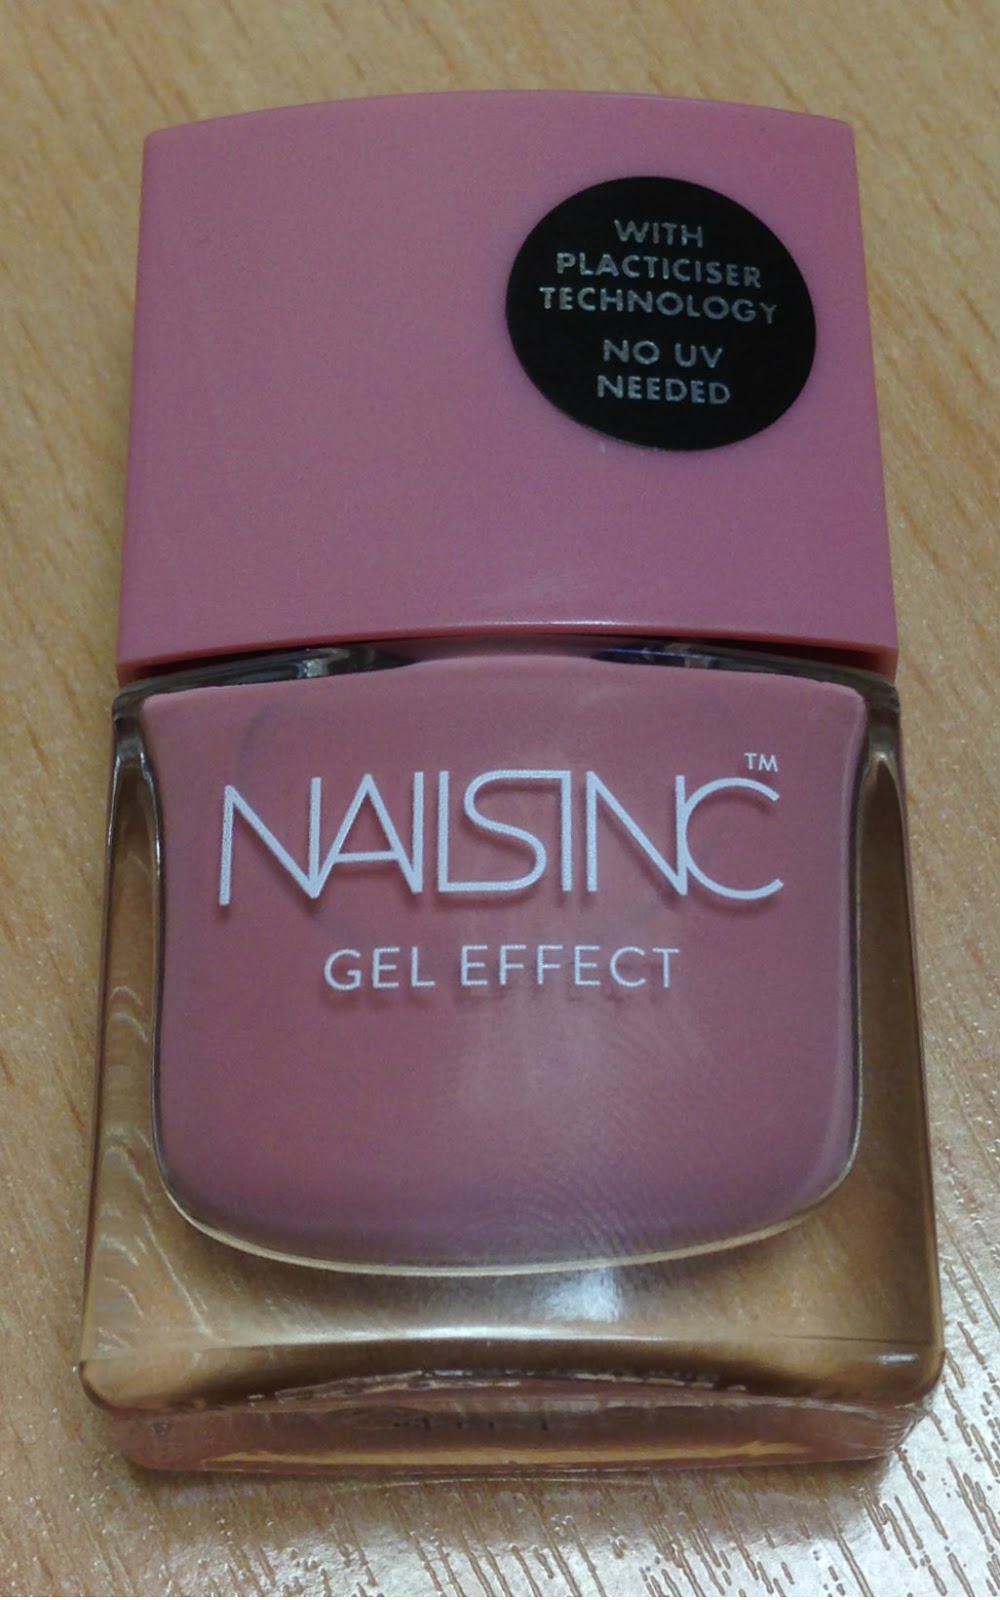 WITH
PLACTICISER
TECHNOLOGY
NO UV
NEEDED
NAILSINC™
GEL EFFECT